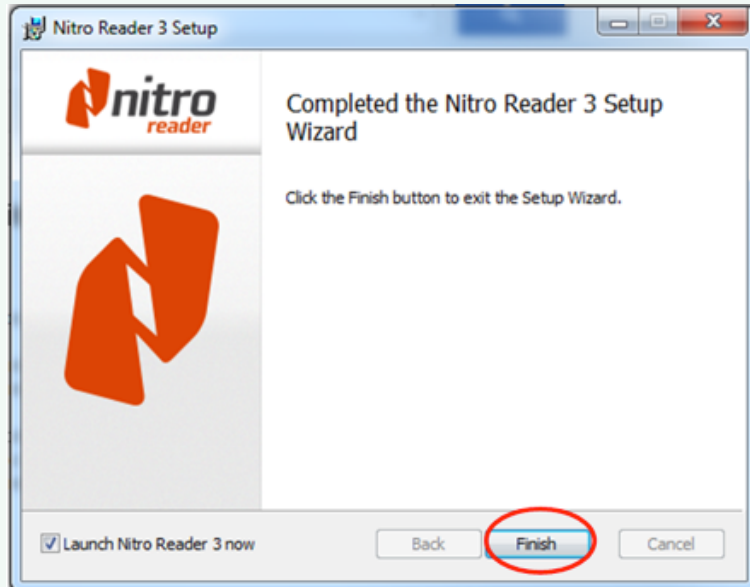 Nitro Reader 3 Setup
nitro
reader
Completed the Nitro Reader 3 Setup
Wizard
Click the Finish button to exit the Setup Wizard.
Launch Nitro Reader 3 now
Back
Finish
Cancel